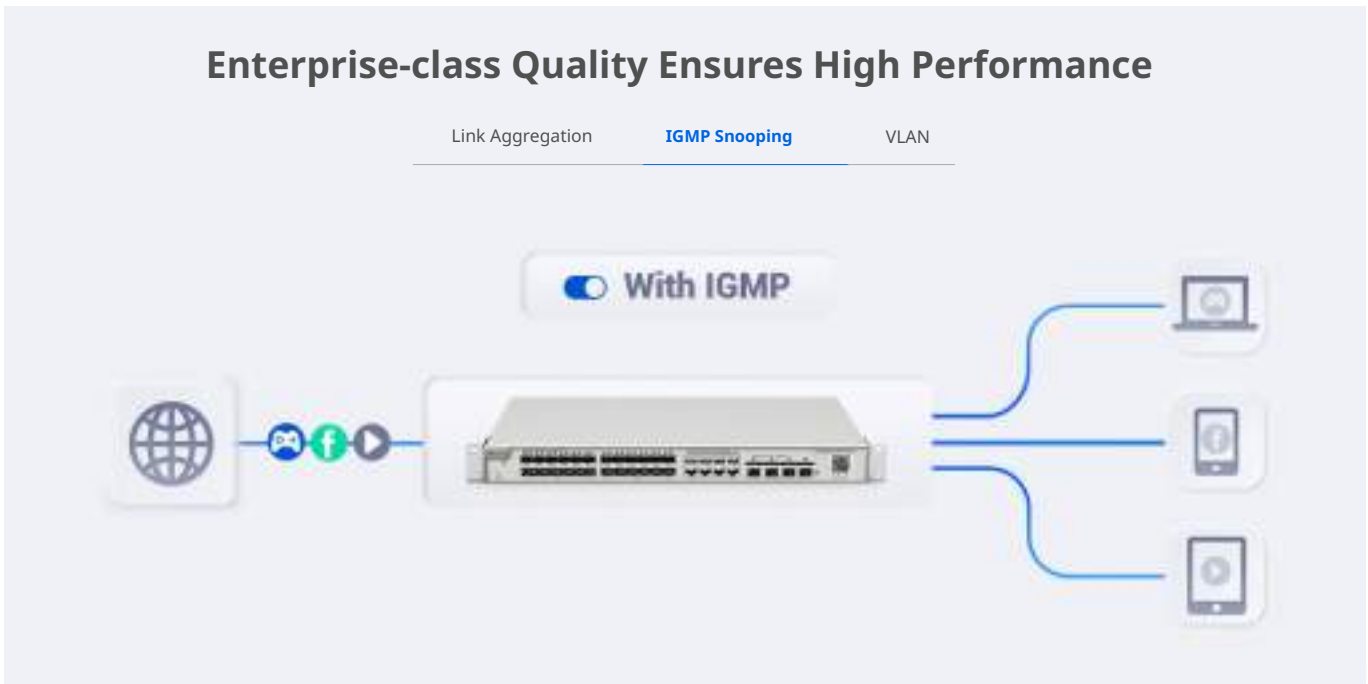 Enterprise-class Quality Ensures High Performance
Link Aggregation IGMP Snooping VLAN
With IGMP
f
f